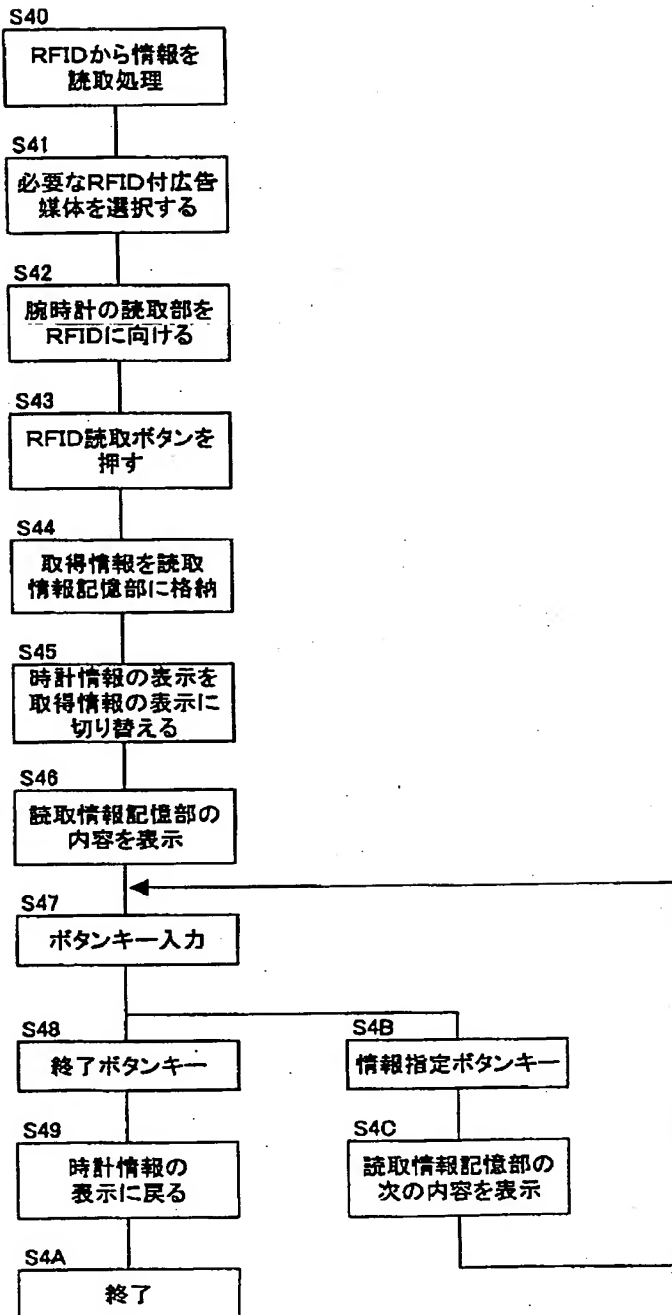 S40
RFIDから情報を
読取処理
S41
必要なRFID付広告
媒体を選択する
S42
腕時計の読取部を
RFIDに向ける
S43
RFID読取ボタンを
押す
S44
取得情報を読取
情報記憶部に格納
S45
時計情報の表示を
取得情報の表示に
切り替える
S46
読取情報記憶部の
内容を表示
S47
ボタンキー入力
S48
終了ボタンキー
S49
時計情報の
表示に戻る
S4A
終了
S4B
情報指定ボタンキー
S4C
読取情報記憶部の
次の内容を表示